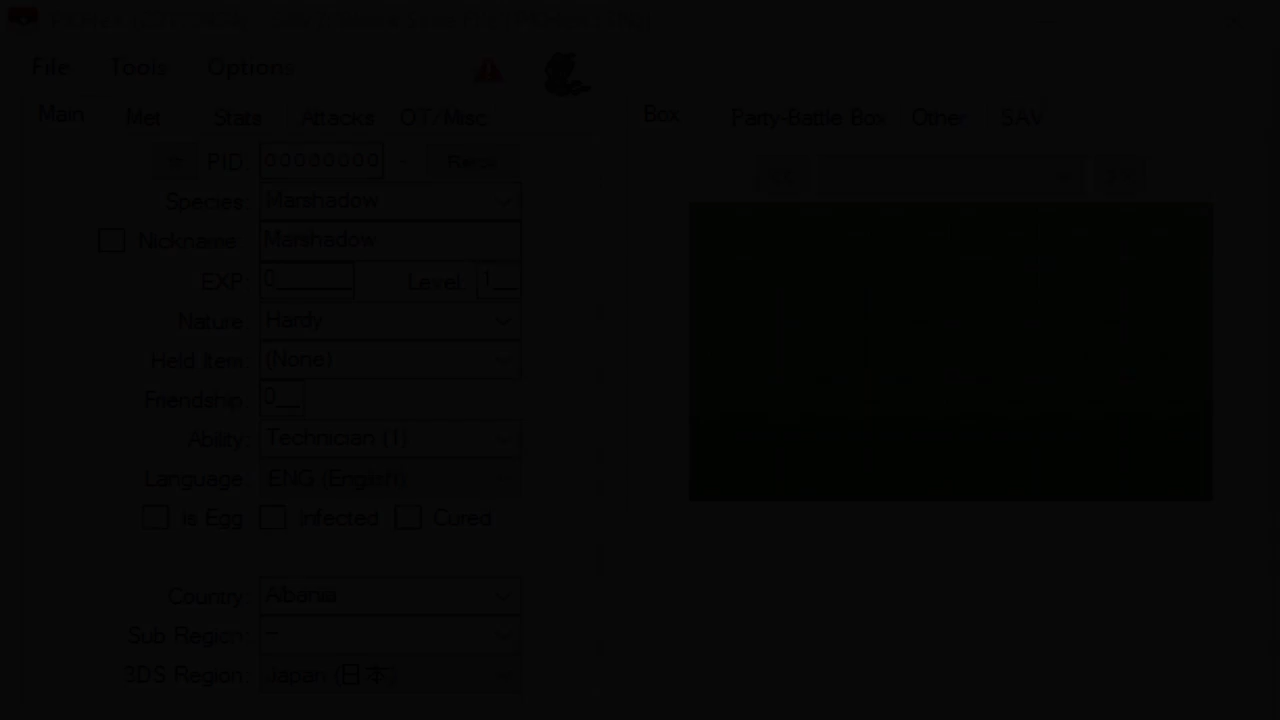 File Tools Options
Main Met Stats Attacks OT/Misc
Box Party-Battle Box Other SAV
PID: 00000000
Species: Marshadow
Nickname: Marshadow
EXP: 0 Level: 1
Nature: Hardy
Held Item: (None)
Friendship: 0
Ability: Technician (1)
Language: ENG (English)
Is Egg Infected Cured
Country: Albania
Sub Region: --
3DS Region: Japan (日本)